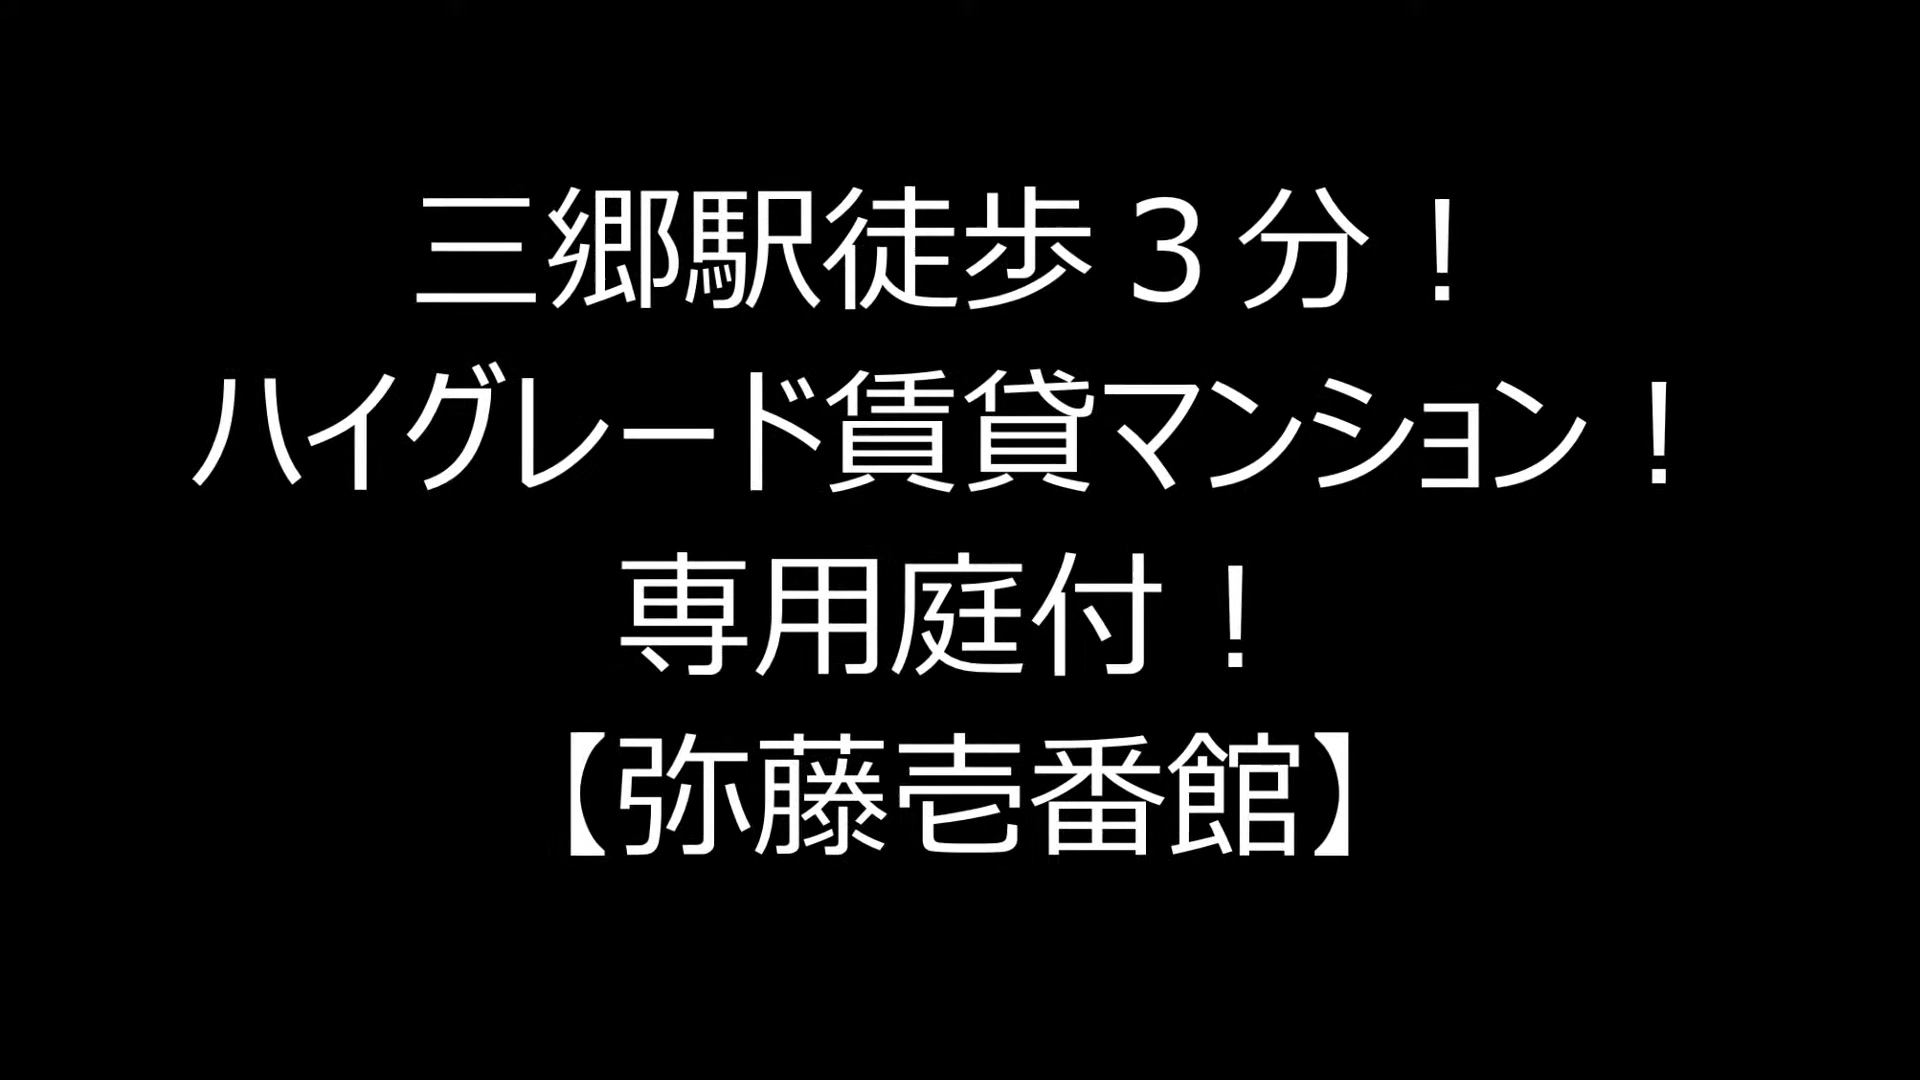 三郷駅徒歩３分！
ハイグレード賃貸マンション！
専用庭付！
【弥藤壱番館】